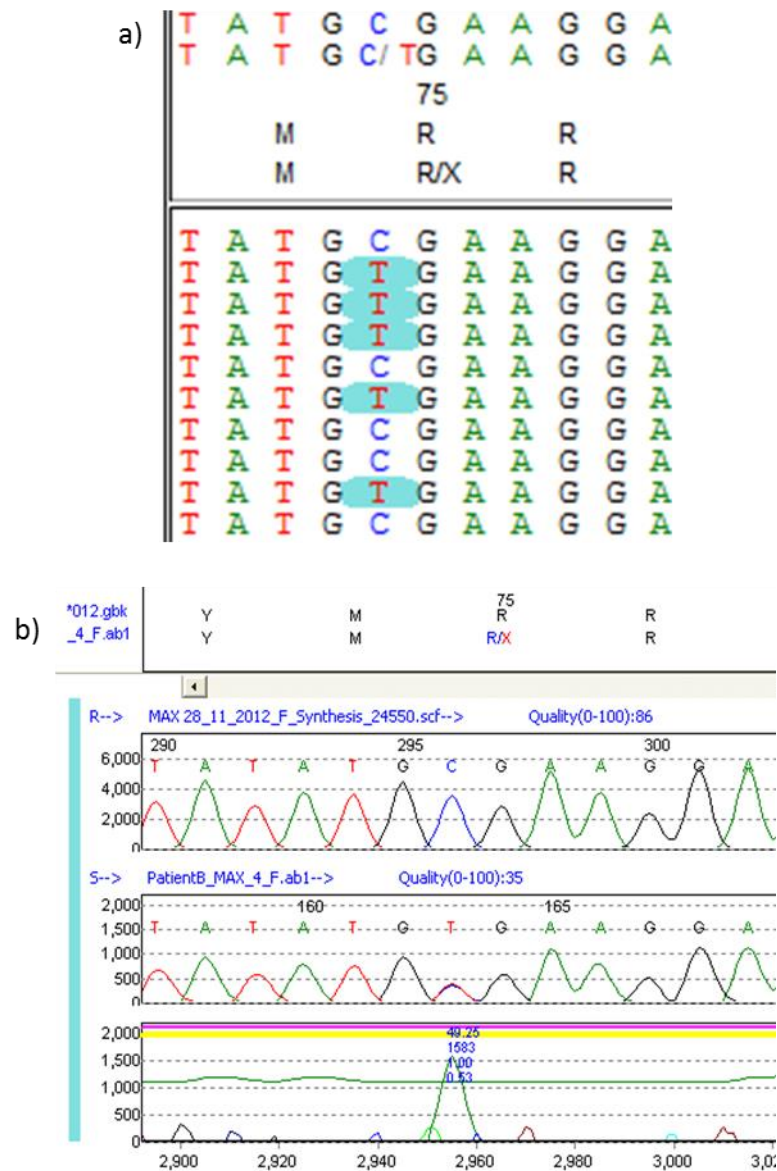 a)
T A T G C G A A G G A
T A T G C/ TG A A G G A
75
M R R
M R/X R
T A T G C G A A G G A
T A T G T G A A G G A
T A T G T G A A G G A
T A T G T G A A G G A
T A T G C G A A G G A
T A T G T G A A G G A
T A T G C G A A G G A
T A T G C G A A G G A
T A T G T G A A G G A
T A T G C G A A G G A
b)
75
*012.gbk Y M R R
_4_F.ab1 Y M R/X R
R--> MAX 28_11_2012_F_Synthesis_24550.scf--> Quality(0-100):86
290 295 300
T A T A T G C G A A G G A
6,000
4,000
2,000
0
S--> PatientB_MAX_4_F.ab1--> Quality(0-100):35
160 165
T A T A T G T G A A G G A
2,000
1,500
1,000
500
0
49.25
1583
1.00
0.53
2,000
1,500
1,000
500
0
2,900 2,920 2,940 2,960 2,980 3,000